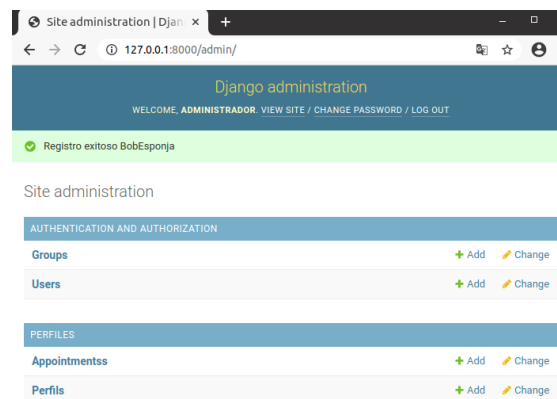 Site administration | Djan
127.0.0.1:8000/admin/
Django administration
WELCOME, ADMINISTRADOR. VIEW SITE / CHANGE PASSWORD / LOG OUT
Registro exitoso BobEsponja
Site administration
AUTHENTICATION AND AUTHORIZATION
Groups Add Change
Users Add Change
PERFILES
Appointmentss Add Change
Perfils Add Change